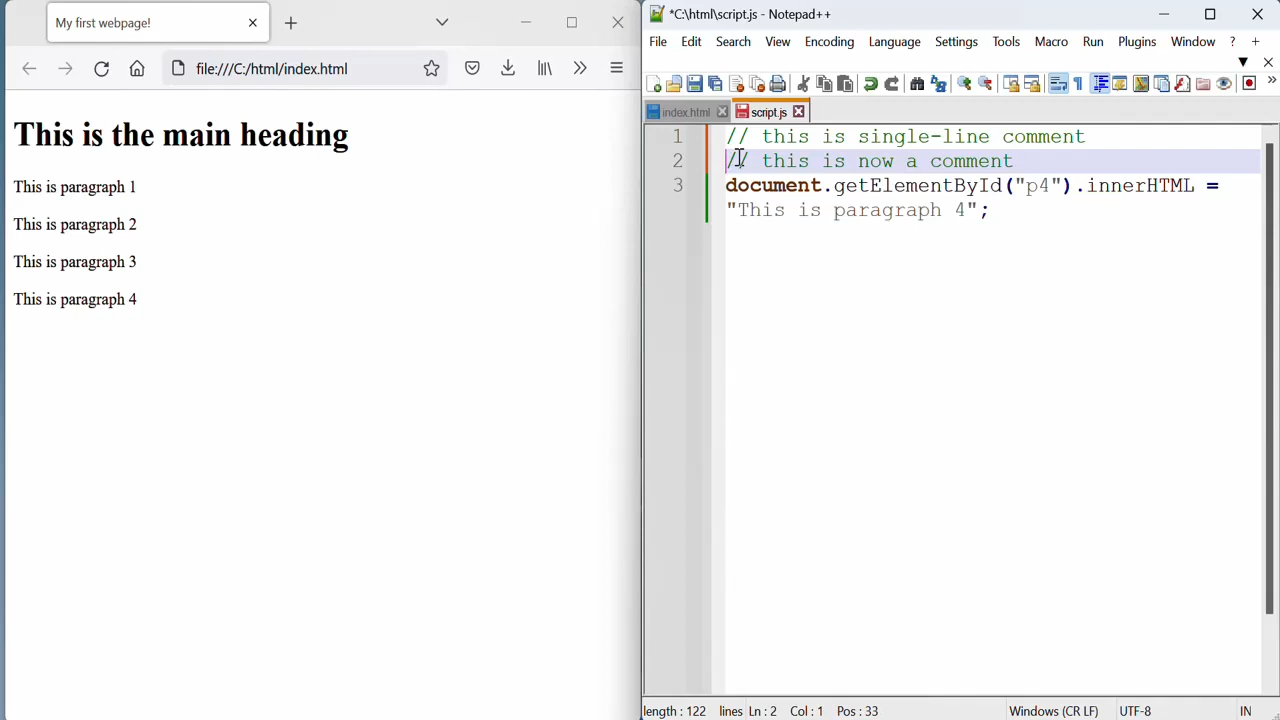 My first webpage!
file:///C:/html/index.html
This is the main heading
This is paragraph 1
This is paragraph 2
This is paragraph 3
This is paragraph 4
*C:\html\script.js - Notepad++
File Edit Search View Encoding Language Settings Tools Macro Run Plugins Window ? +
index.html script.js
1 // this is single-line comment
2 // this is now a comment
3 document.getElementById("p4").innerHTML =
"This is paragraph 4";
length : 122 lines Ln : 2 Col : 1 Pos : 33 Windows (CR LF) UTF-8 IN